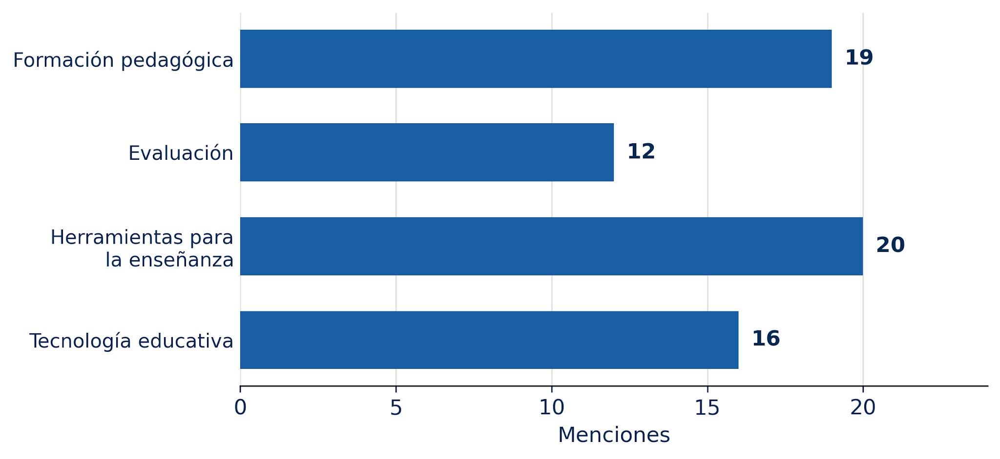 Formación pedagógica
19
Evaluación
12
Herramientas para
la enseñanza
20
Tecnología educativa
16
0 5 10 15 20
Menciones